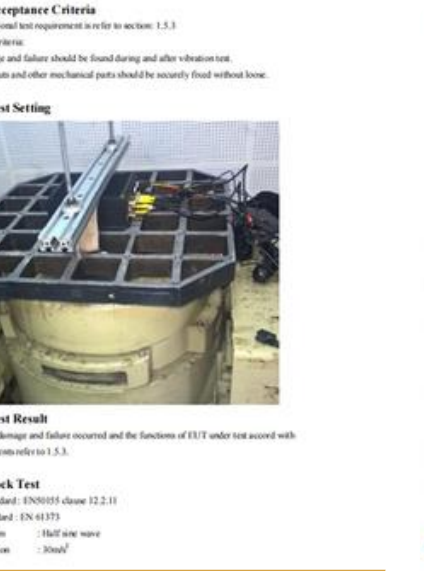 cceptance Criteria
onal test requirement is refer to section: 1.5.3
riteria:
e and failure should be found during and after vibration test.
uts and other mechanical parts should be securely fixed without loose.
st Setting
st Result
damage and failure occurred and the functions of EUT under test accord with
ents refer to 1.5.3.
ck Test
dard : EN50155 clause 12.2.11
dard : EN 61373
m : Half sine wave
on : 30m/s²